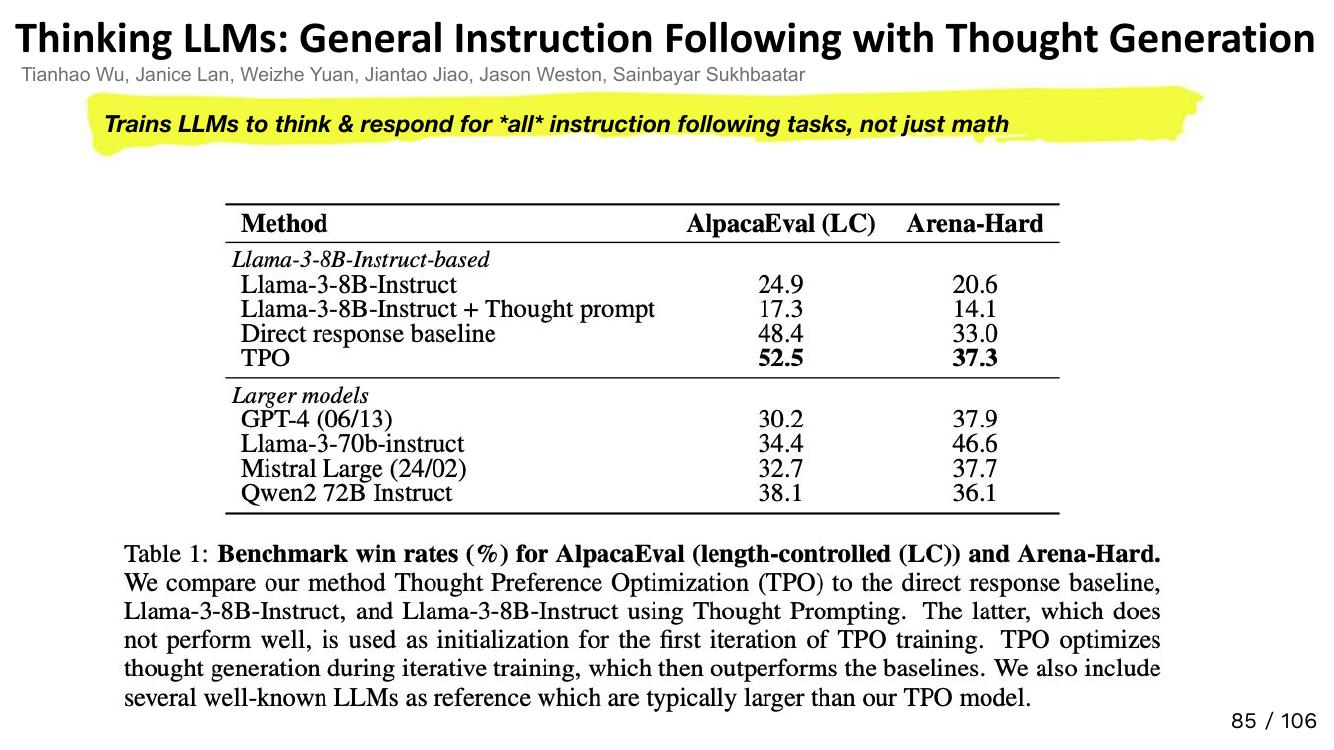 Thinking LLMs: General Instruction Following with Thought Generation
Tianhao Wu, Janice Lan, Weizhe Yuan, Jiantao Jiao, Jason Weston, Sainbayar Sukhbaatar
Trains LLMs to think & respond for *all* instruction following tasks, not just math
Method AlpacaEval (LC) Arena-Hard
Llama-3-8B-Instruct-based
Llama-3-8B-Instruct 24.9 20.6
Llama-3-8B-Instruct + Thought prompt 17.3 14.1
Direct response baseline 48.4 33.0
TPO 52.5 37.3
Larger models
GPT-4 (06/13) 30.2 37.9
Llama-3-70b-instruct 34.4 46.6
Mistral Large (24/02) 32.7 37.7
Qwen2 72B Instruct 38.1 36.1
Table 1: Benchmark win rates (%) for AlpacaEval (length-controlled (LC)) and Arena-Hard.
We compare our method Thought Preference Optimization (TPO) to the direct response baseline,
Llama-3-8B-Instruct, and Llama-3-8B-Instruct using Thought Prompting. The latter, which does
not perform well, is used as initialization for the first iteration of TPO training. TPO optimizes
thought generation during iterative training, which then outperforms the baselines. We also include
several well-known LLMs as reference which are typically larger than our TPO model.
85 / 106